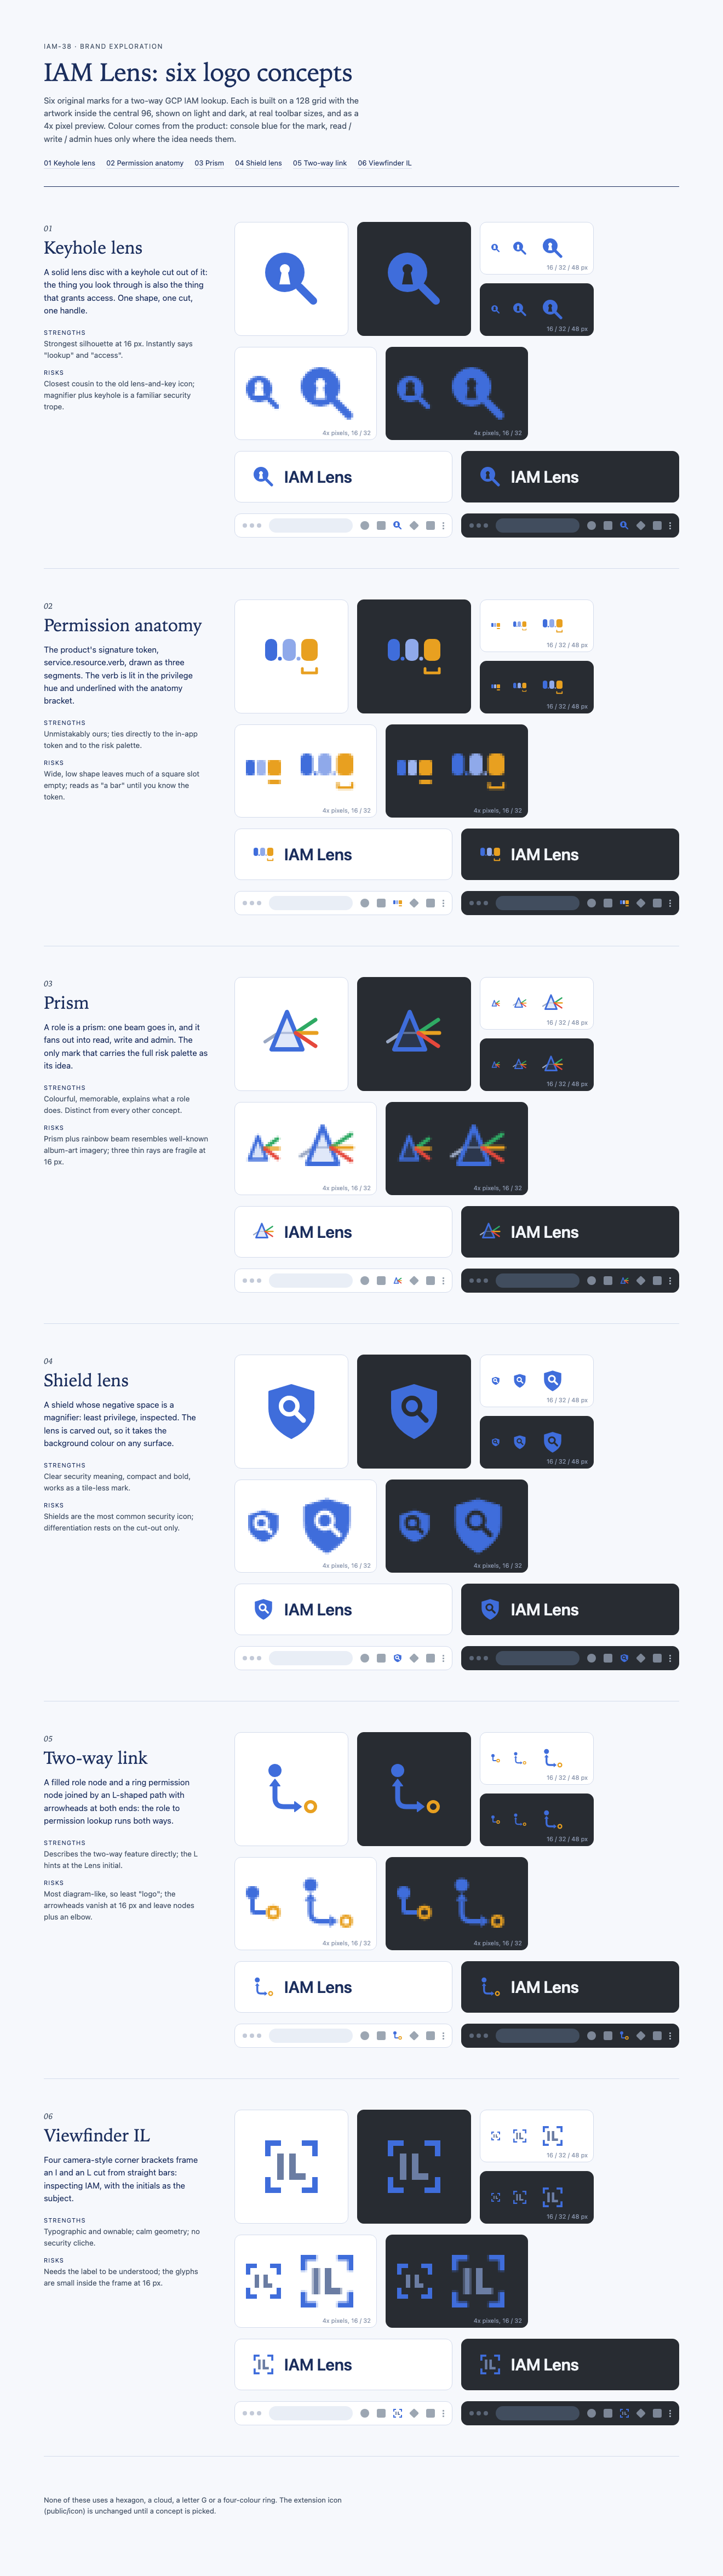 IAM-38 · BRAND EXPLORATION
IAM Lens: six logo concepts
Six original marks for a two-way GCP IAM lookup. Each is built on a 128 grid with the
artwork inside the central 96, shown on light and dark, at real toolbar sizes, and as a
4x pixel preview. Colour comes from the product: console blue for the mark, read /
write / admin hues only where the idea needs them.
01 Keyhole lens 02 Permission anatomy 03 Prism 04 Shield lens 05 Two-way link 06 Viewfinder IL
01
Keyhole lens
A solid lens disc with a keyhole cut out of it:
the thing you look through is also the thing
that grants access. One shape, one cut,
one handle.
STRENGTHS
Strongest silhouette at 16 px. Instantly says
"lookup" and "access".
RISKS
Closest cousin to the old lens-and-key icon;
magnifier plus keyhole is a familiar security
trope.
16 / 32 / 48 px
16 / 32 / 48 px
4x pixels, 16 / 32
4x pixels, 16 / 32
IAM Lens
IAM Lens
02
Permission anatomy
The product's signature token,
service.resource.verb, drawn as three
segments. The verb is lit in the privilege
hue and underlined with the anatomy
bracket.
STRENGTHS
Unmistakably ours; ties directly to the in-app
token and to the risk palette.
RISKS
Wide, low shape leaves much of a square slot
empty; reads as "a bar" until you know the
token.
16 / 32 / 48 px
16 / 32 / 48 px
4x pixels, 16 / 32
4x pixels, 16 / 32
IAM Lens
IAM Lens
03
Prism
A role is a prism: one beam goes in, and it
fans out into read, write and admin. The
only mark that carries the full risk palette as
its idea.
STRENGTHS
Colourful, memorable, explains what a role
does. Distinct from every other concept.
RISKS
Prism plus rainbow beam resembles well-known
album-art imagery; three thin rays are fragile at
16 px.
16 / 32 / 48 px
16 / 32 / 48 px
4x pixels, 16 / 32
4x pixels, 16 / 32
IAM Lens
IAM Lens
04
Shield lens
A shield whose negative space is a
magnifier: least privilege, inspected. The
lens is carved out, so it takes the
background colour on any surface.
STRENGTHS
Clear security meaning, compact and bold,
works as a tile-less mark.
RISKS
Shields are the most common security icon;
differentiation rests on the cut-out only.
16 / 32 / 48 px
16 / 32 / 48 px
4x pixels, 16 / 32
4x pixels, 16 / 32
IAM Lens
IAM Lens
05
Two-way link
A filled role node and a ring permission
node joined by an L-shaped path with
arrowheads at both ends: the role to
permission lookup runs both ways.
STRENGTHS
Describes the two-way feature directly; the L
hints at the Lens initial.
RISKS
Most diagram-like, so least "logo"; the
arrowheads vanish at 16 px and leave nodes
plus an elbow.
16 / 32 / 48 px
16 / 32 / 48 px
4x pixels, 16 / 32
4x pixels, 16 / 32
IAM Lens
IAM Lens
06
Viewfinder IL
Four camera-style corner brackets frame
an I and an L cut from straight bars:
inspecting IAM, with the initials as the
subject.
STRENGTHS
Typographic and ownable; calm geometry; no
security cliche.
RISKS
Needs the label to be understood; the glyphs
are small inside the frame at 16 px.
IL
IL
16 / 32 / 48 px
16 / 32 / 48 px
4x pixels, 16 / 32
4x pixels, 16 / 32
IAM Lens
IAM Lens
None of these uses a hexagon, a cloud, a letter G or a four-colour ring. The extension icon
(public/icon) is unchanged until a concept is picked.